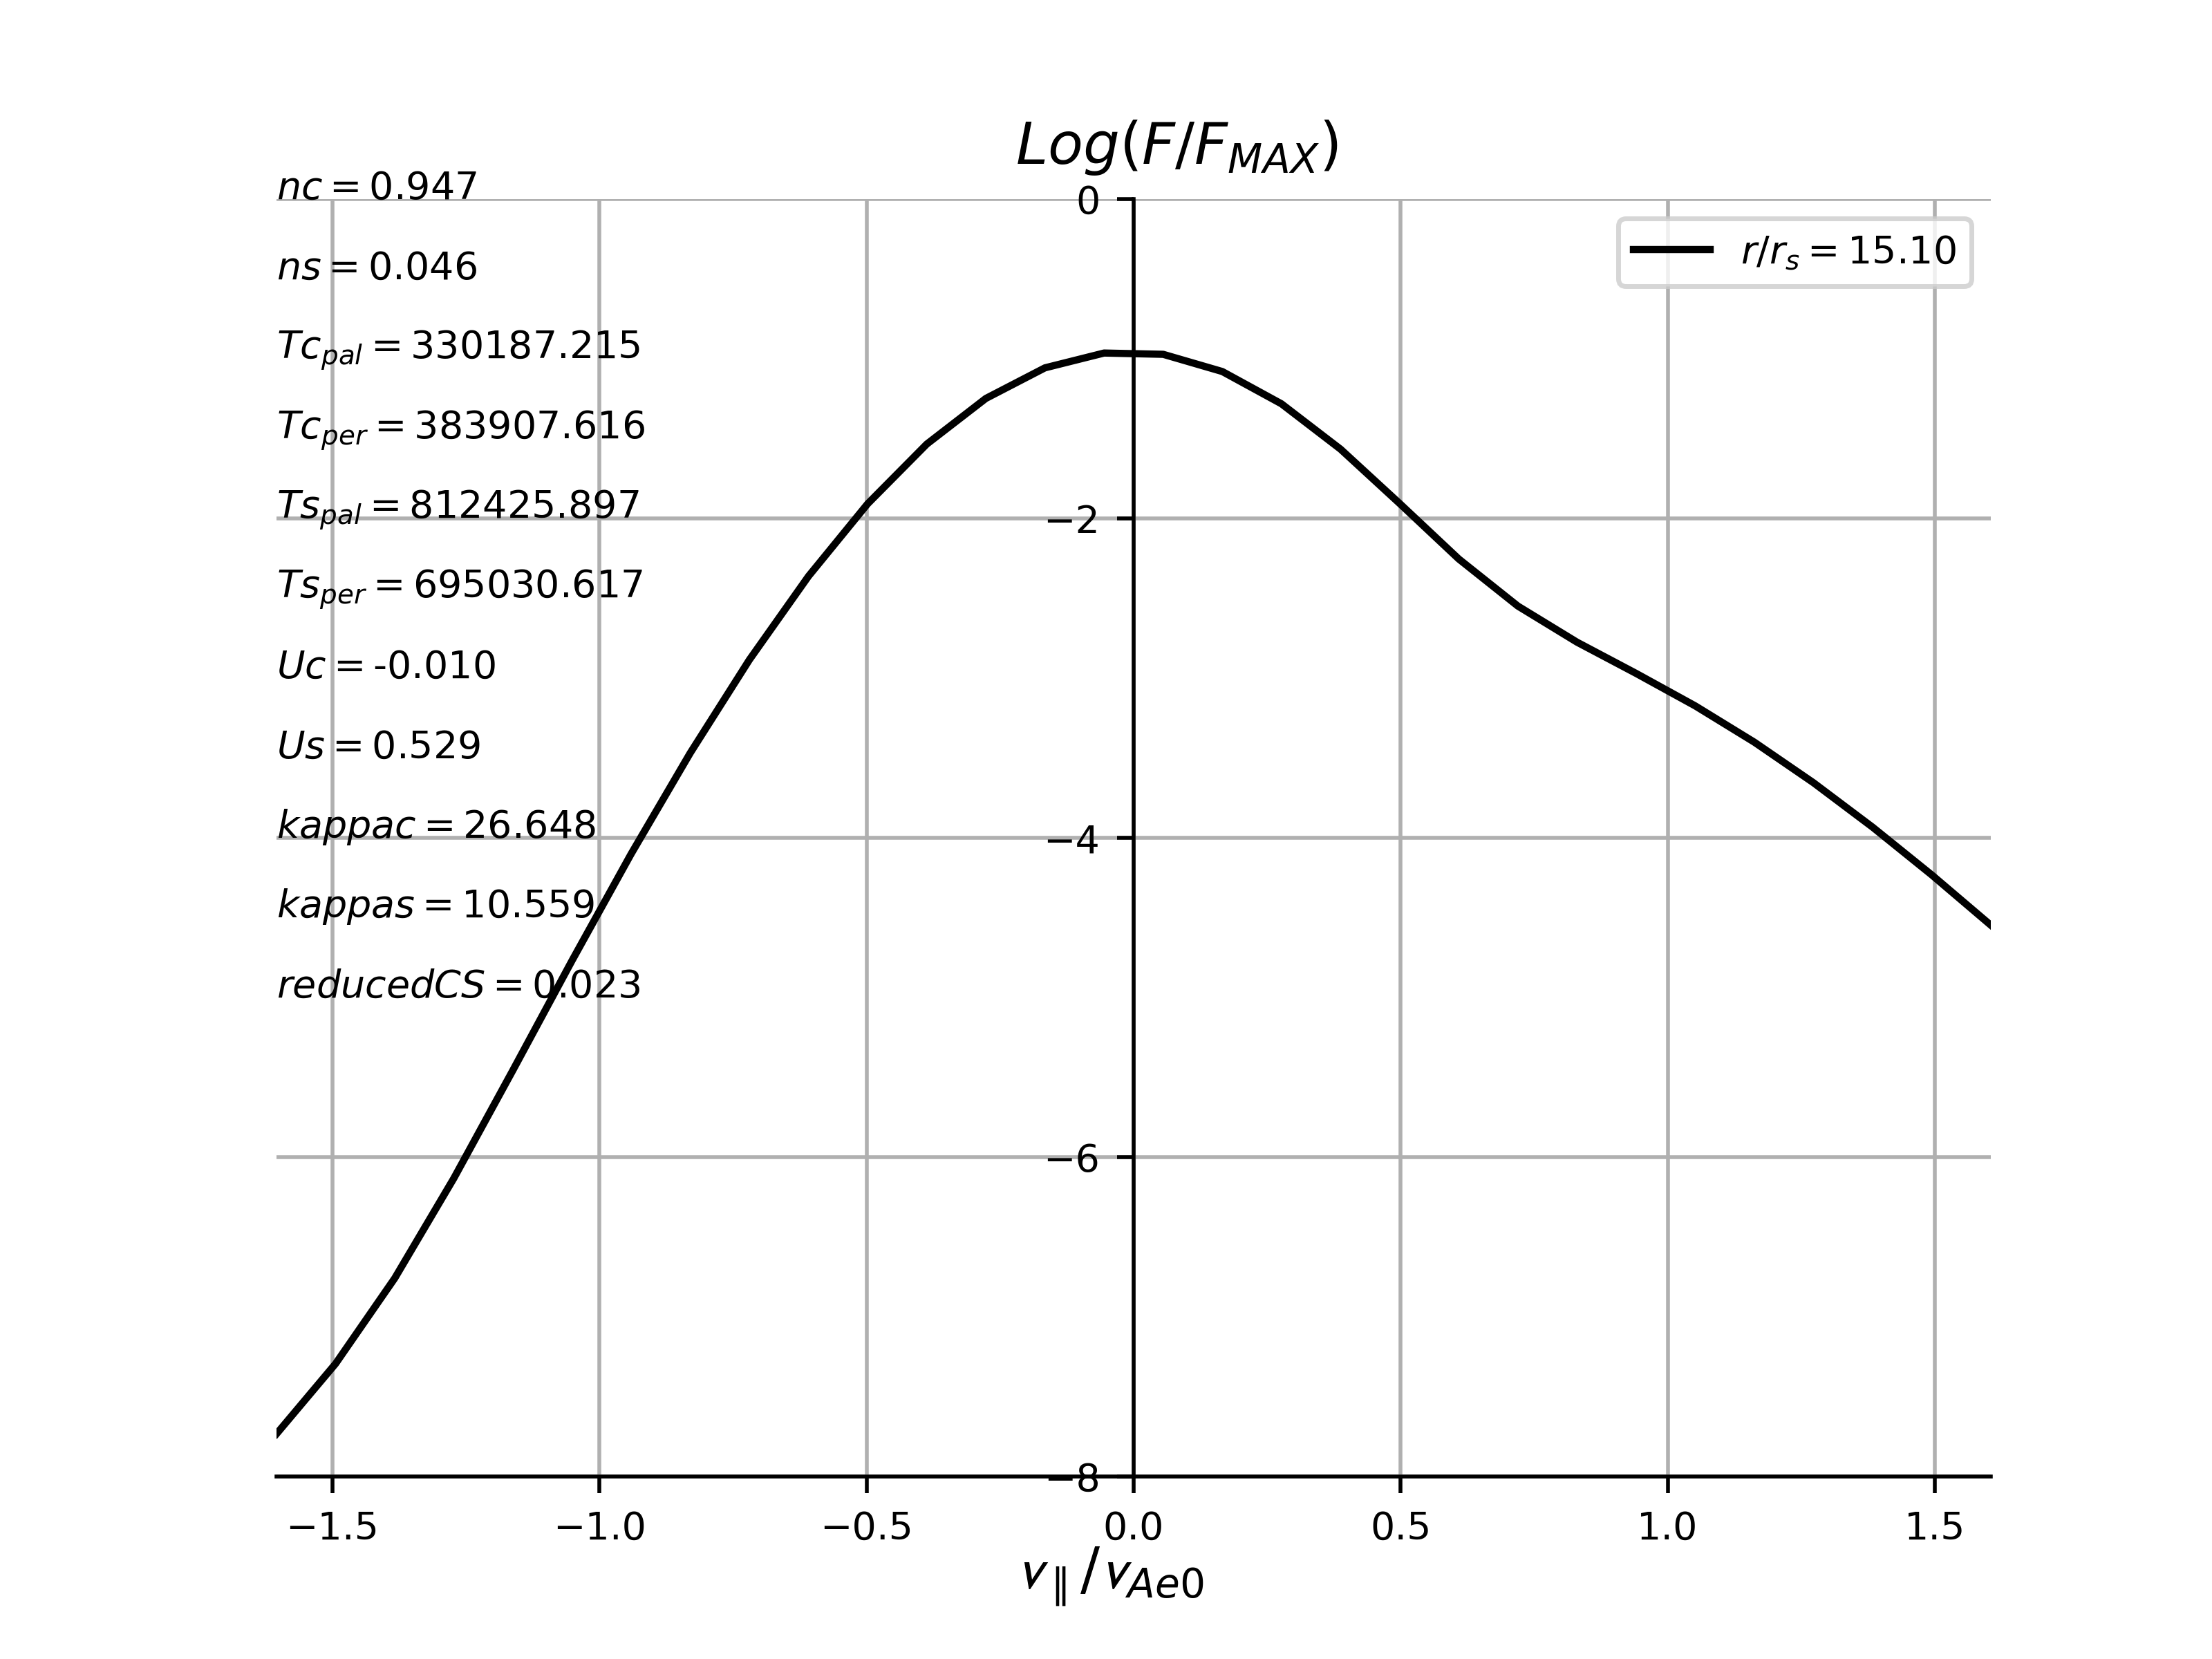 Log(F/F_MAX)
nc = 0.947
ns = 0.046
Tc_pal = 330187.215
Tc_per = 383907.616
Ts_pal = 812425.897
Ts_per = 695030.617
Uc = -0.010
Us = 0.529
kappac = 26.648
kappas = 10.559
reducedCS = 0.023
r/r_s = 15.10
0
−2
−4
−6
−8
−1.5 −1.0 −0.5 0.0 0.5 1.0 1.5
v_∥/v_Ae0